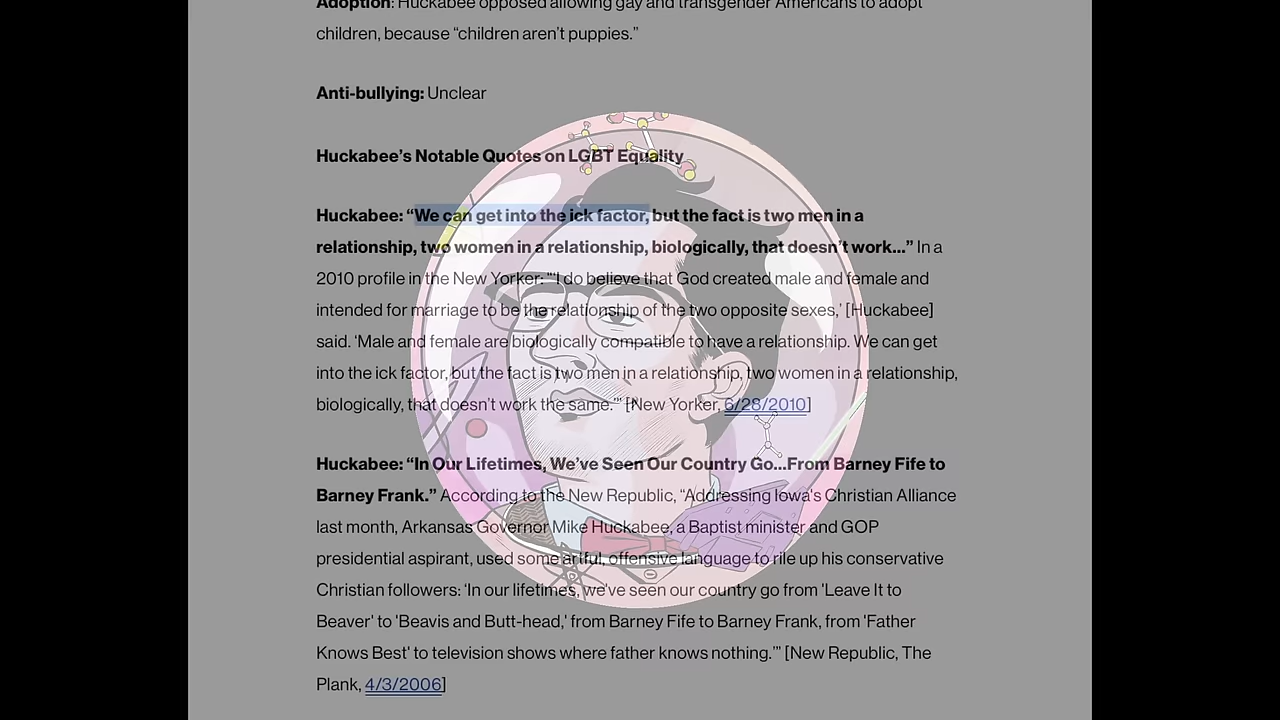 Adoption: Huckabee opposed allowing gay and transgender Americans to adopt
children, because “children aren’t puppies.”
Anti-bullying: Unclear
Huckabee’s Notable Quotes on LGBT Equality
Huckabee: “We can get into the ick factor, but the fact is two men in a
relationship, two women in a relationship, biologically, that doesn’t work…” In a
2010 profile in the New Yorker: “‘I do believe that God created male and female and
intended for marriage to be the relationship of the two opposite sexes,’ [Huckabee]
said. ‘Male and female are biologically compatible to have a relationship. We can get
into the ick factor, but the fact is two men in a relationship, two women in a relationship,
biologically, that doesn’t work the same.’” [New Yorker, 6/28/2010]
Huckabee: “In Our Lifetimes, We’ve Seen Our Country Go…From Barney Fife to
Barney Frank.” According to the New Republic, “Addressing Iowa’s Christian Alliance
last month, Arkansas Governor Mike Huckabee, a Baptist minister and GOP
presidential aspirant, used some artful, offensive language to rile up his conservative
Christian followers: ‘In our lifetimes, we’ve seen our country go from 'Leave It to
Beaver' to 'Beavis and Butt-head,' from Barney Fife to Barney Frank, from 'Father
Knows Best' to television shows where father knows nothing.’” [New Republic, The
Plank, 4/3/2006]